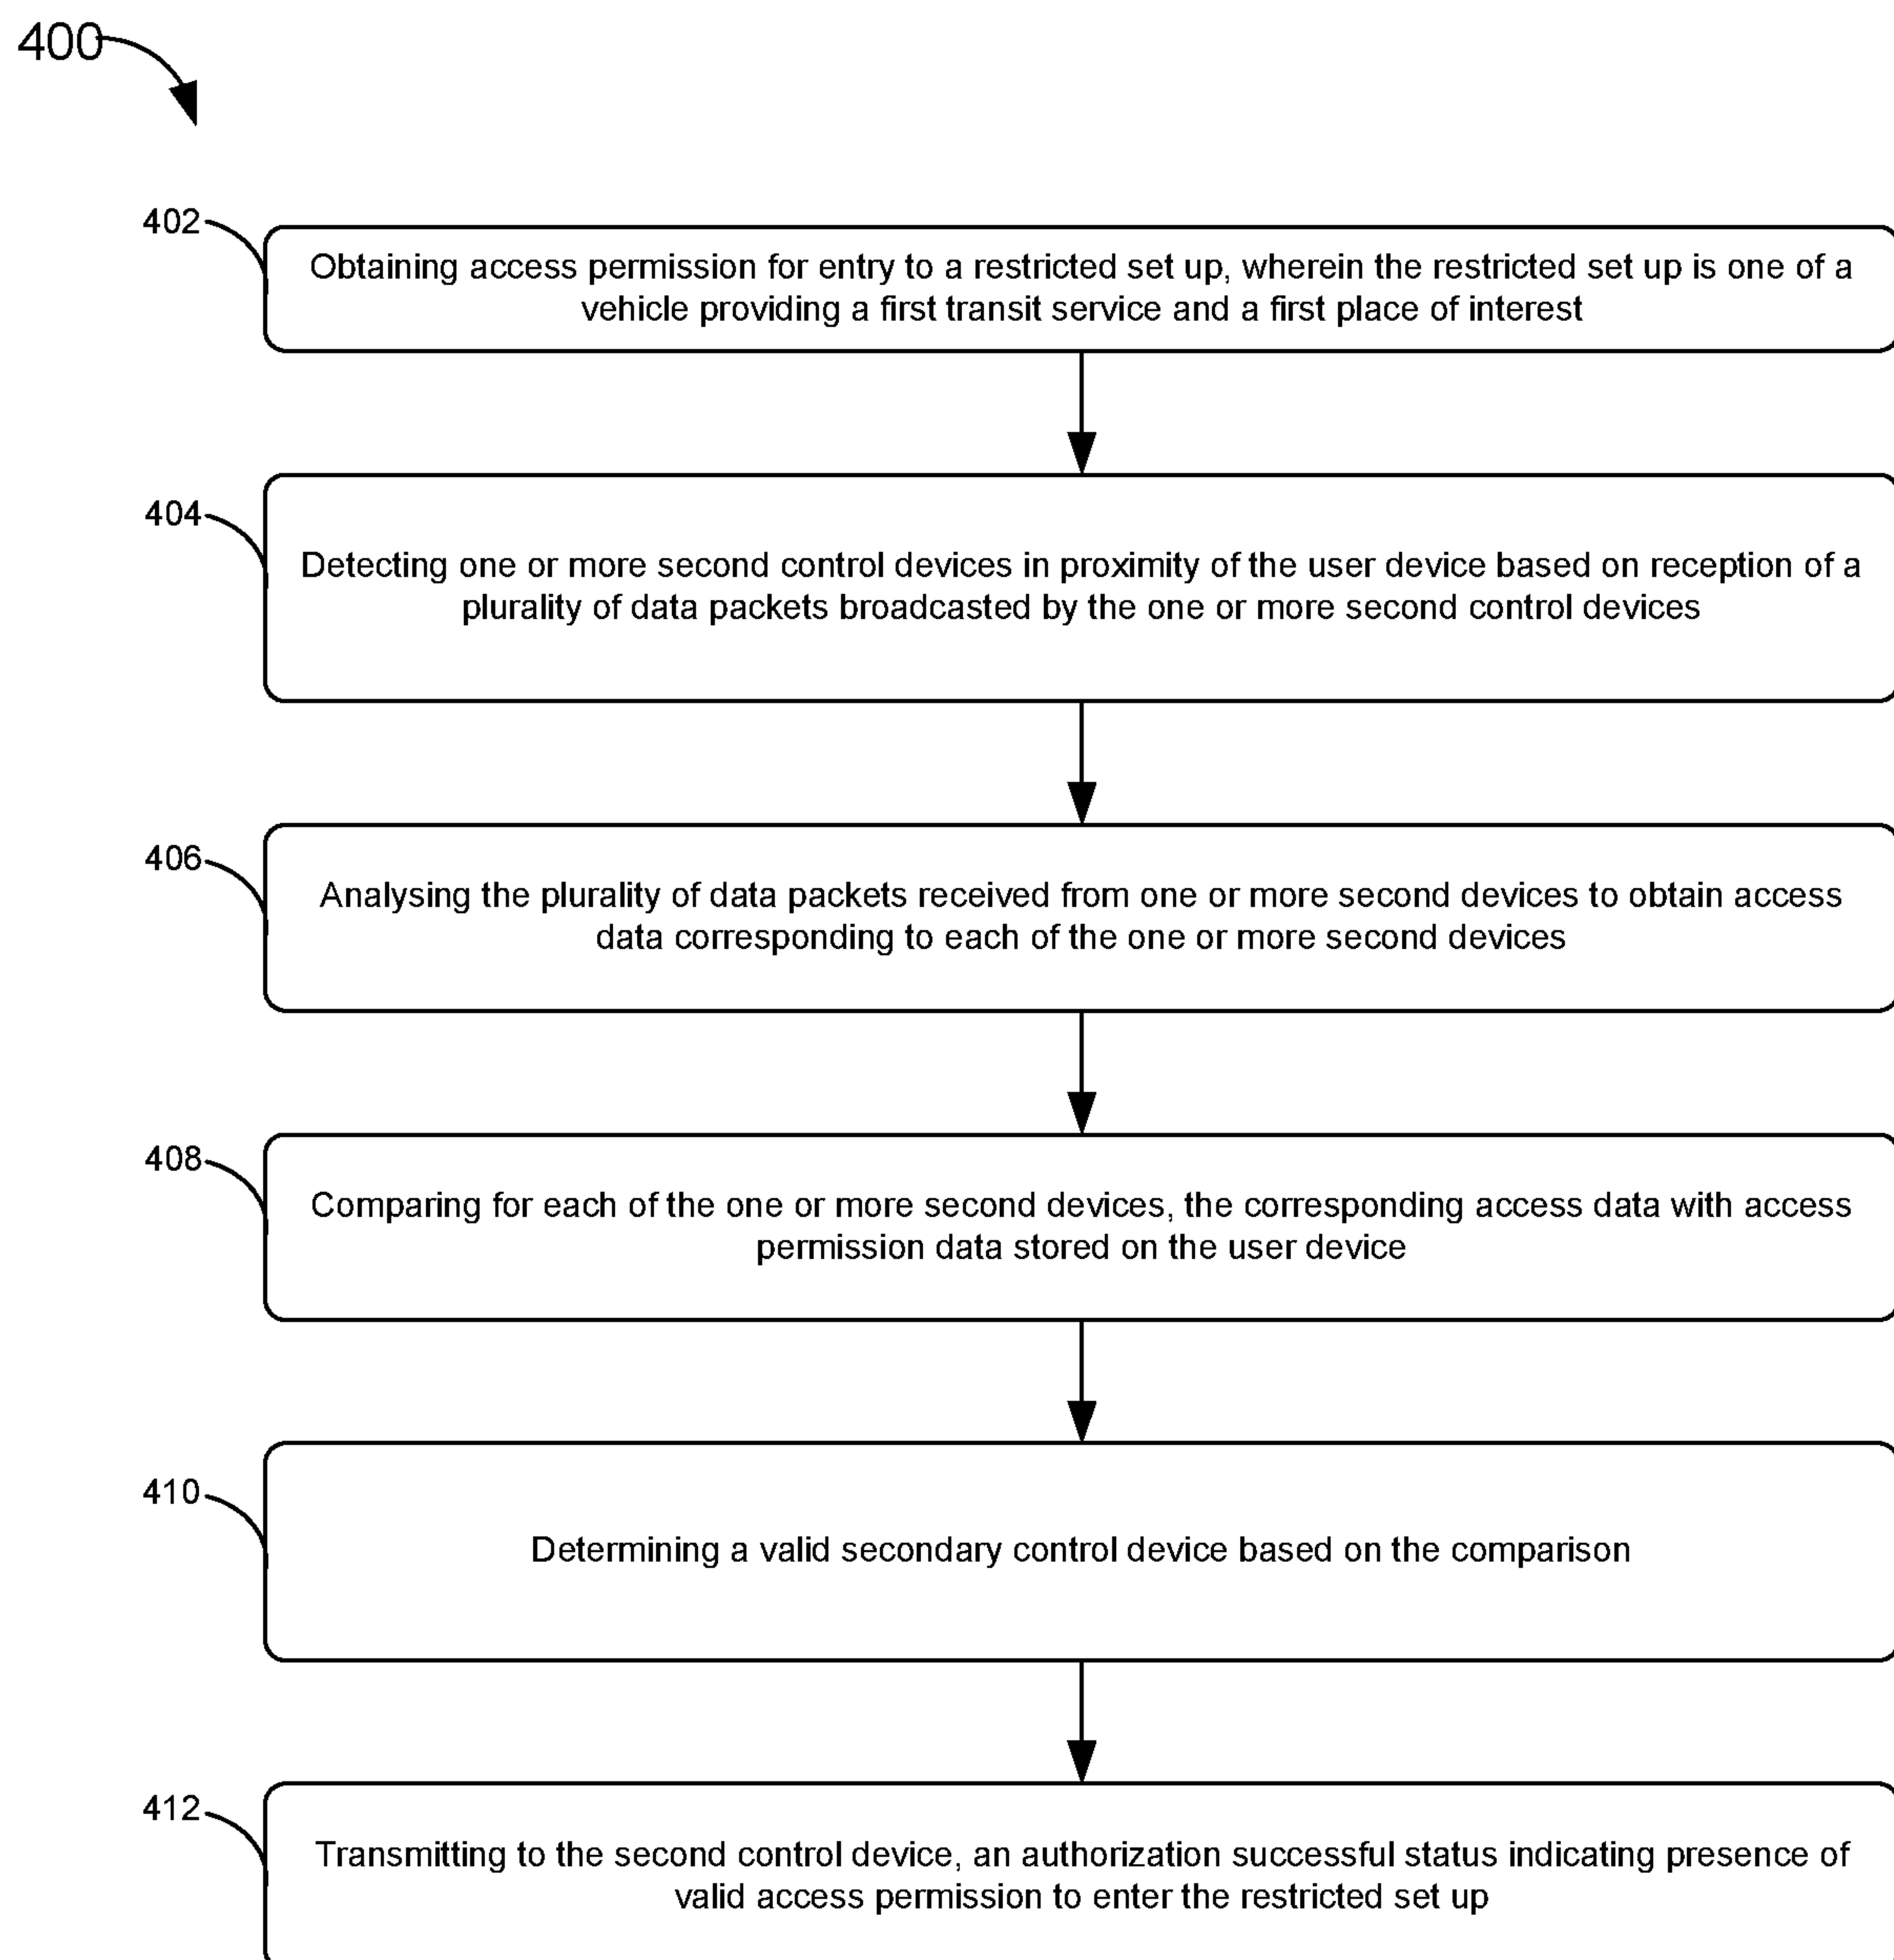 400
402
Obtaining access permission for entry to a restricted set up, wherein the restricted set up is one of a
vehicle providing a first transit service and a first place of interest
404
Detecting one or more second control devices in proximity of the user device based on reception of a
plurality of data packets broadcasted by the one or more second control devices
406
Analysing the plurality of data packets received from one or more second devices to obtain access
data corresponding to each of the one or more second devices
408
Comparing for each of the one or more second devices, the corresponding access data with access
permission data stored on the user device
410
Determining a valid secondary control device based on the comparison
412
Transmitting to the second control device, an authorization successful status indicating presence of
valid access permission to enter the restricted set up